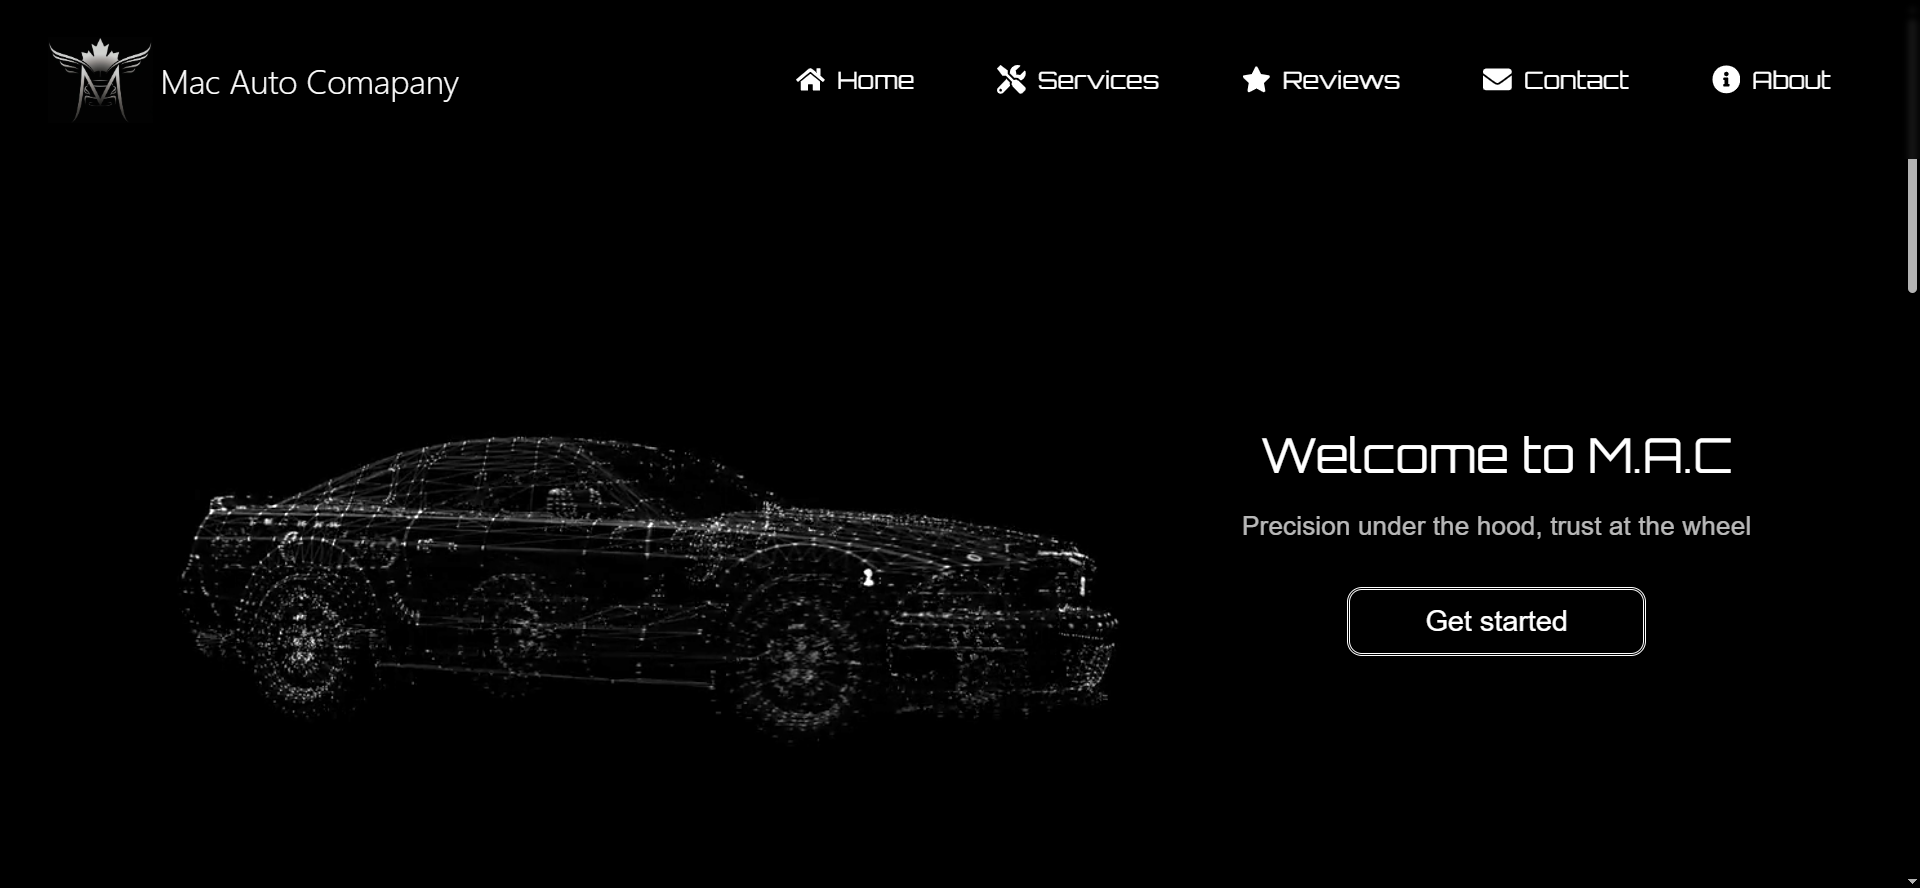 Mac Auto Comapany
Home
Services
Reviews
Contact
About
Welcome to M.A.C
Precision under the hood, trust at the wheel
Get started